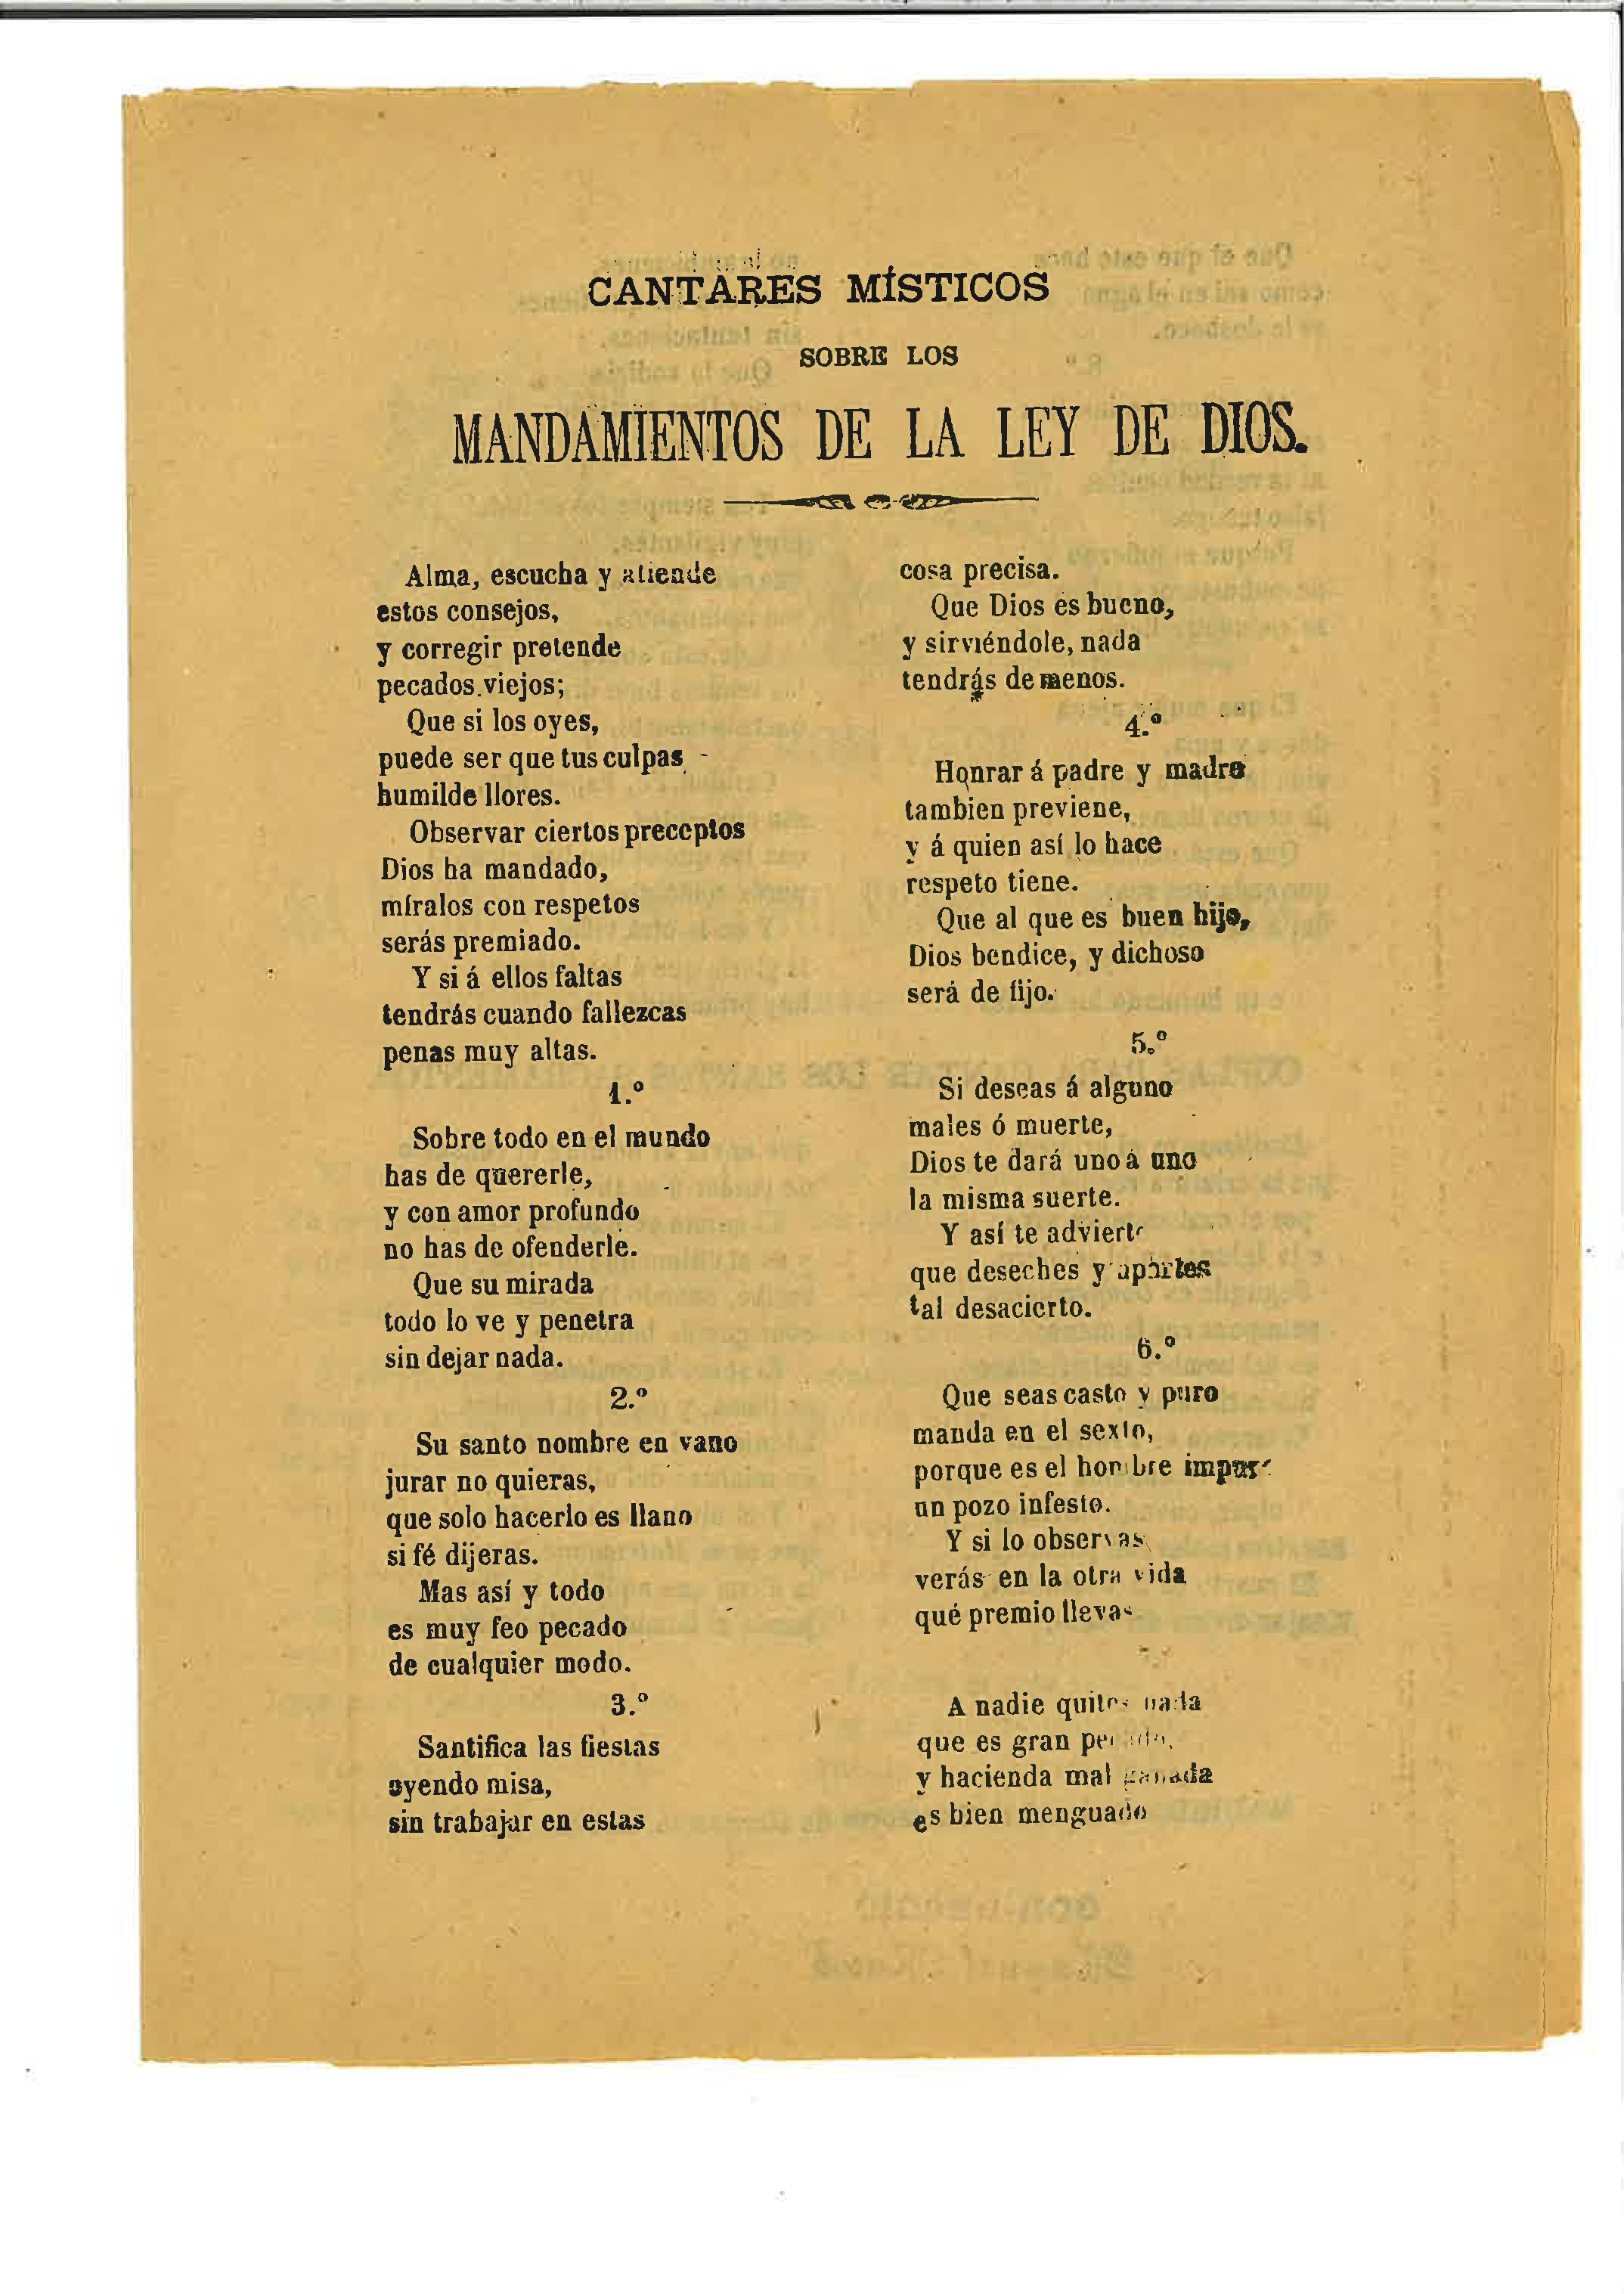 CANTARES MÍSTICOS
SOBRE LOS
MANDAMIENTOS DE LA LEY DE DIOS.
Alma, escucha y atiende
estos consejos,
y corregir pretende
pecados viejos;
Que si los oyes,
puede ser que tus culpas
humilde llores.
Observar ciertos preceptos
Dios ha mandado,
míralos con respetos
serás premiado.
Y si á ellos faltas
tendrás cuando fallezcas
penas muy altas.
1.º
Sobre todo en el mundo
has de quererle,
y con amor profundo
no has de ofenderle.
Que su mirada
todo lo ve y penetra
sin dejar nada.
2.º
Su santo nombre en vano
jurar no quieras,
que solo hacerlo es llano
si fé dijeras.
Mas así y todo
es muy feo pecado
de cualquier modo.
3.º
Santifica las fiestas
oyendo misa,
sin trabajar en estas
cosa precisa.
Que Dios es bueno,
y sirviéndole, nada
tendrás de menos.
4.º
Honrar á padre y madre
tambien previene,
y á quien así lo hace
respeto tiene.
Que al que es buen hijo,
Dios bendice, y dichoso
será de fijo.
5.º
Si deseas á alguno
males ó muerte,
Dios te dará uno á uno
la misma suerte.
Y así te advierto
que deseches y apartes
tal desacierto.
6.º
Que seas casto y puro
manda en el sexto,
porque es el hombre impuro
un pozo infesto.
Y si lo observas
verás en la otra vida
qué premio llevas
A nadie quites nada
que es gran pecado,
y hacienda mal ganada
es bien menguado